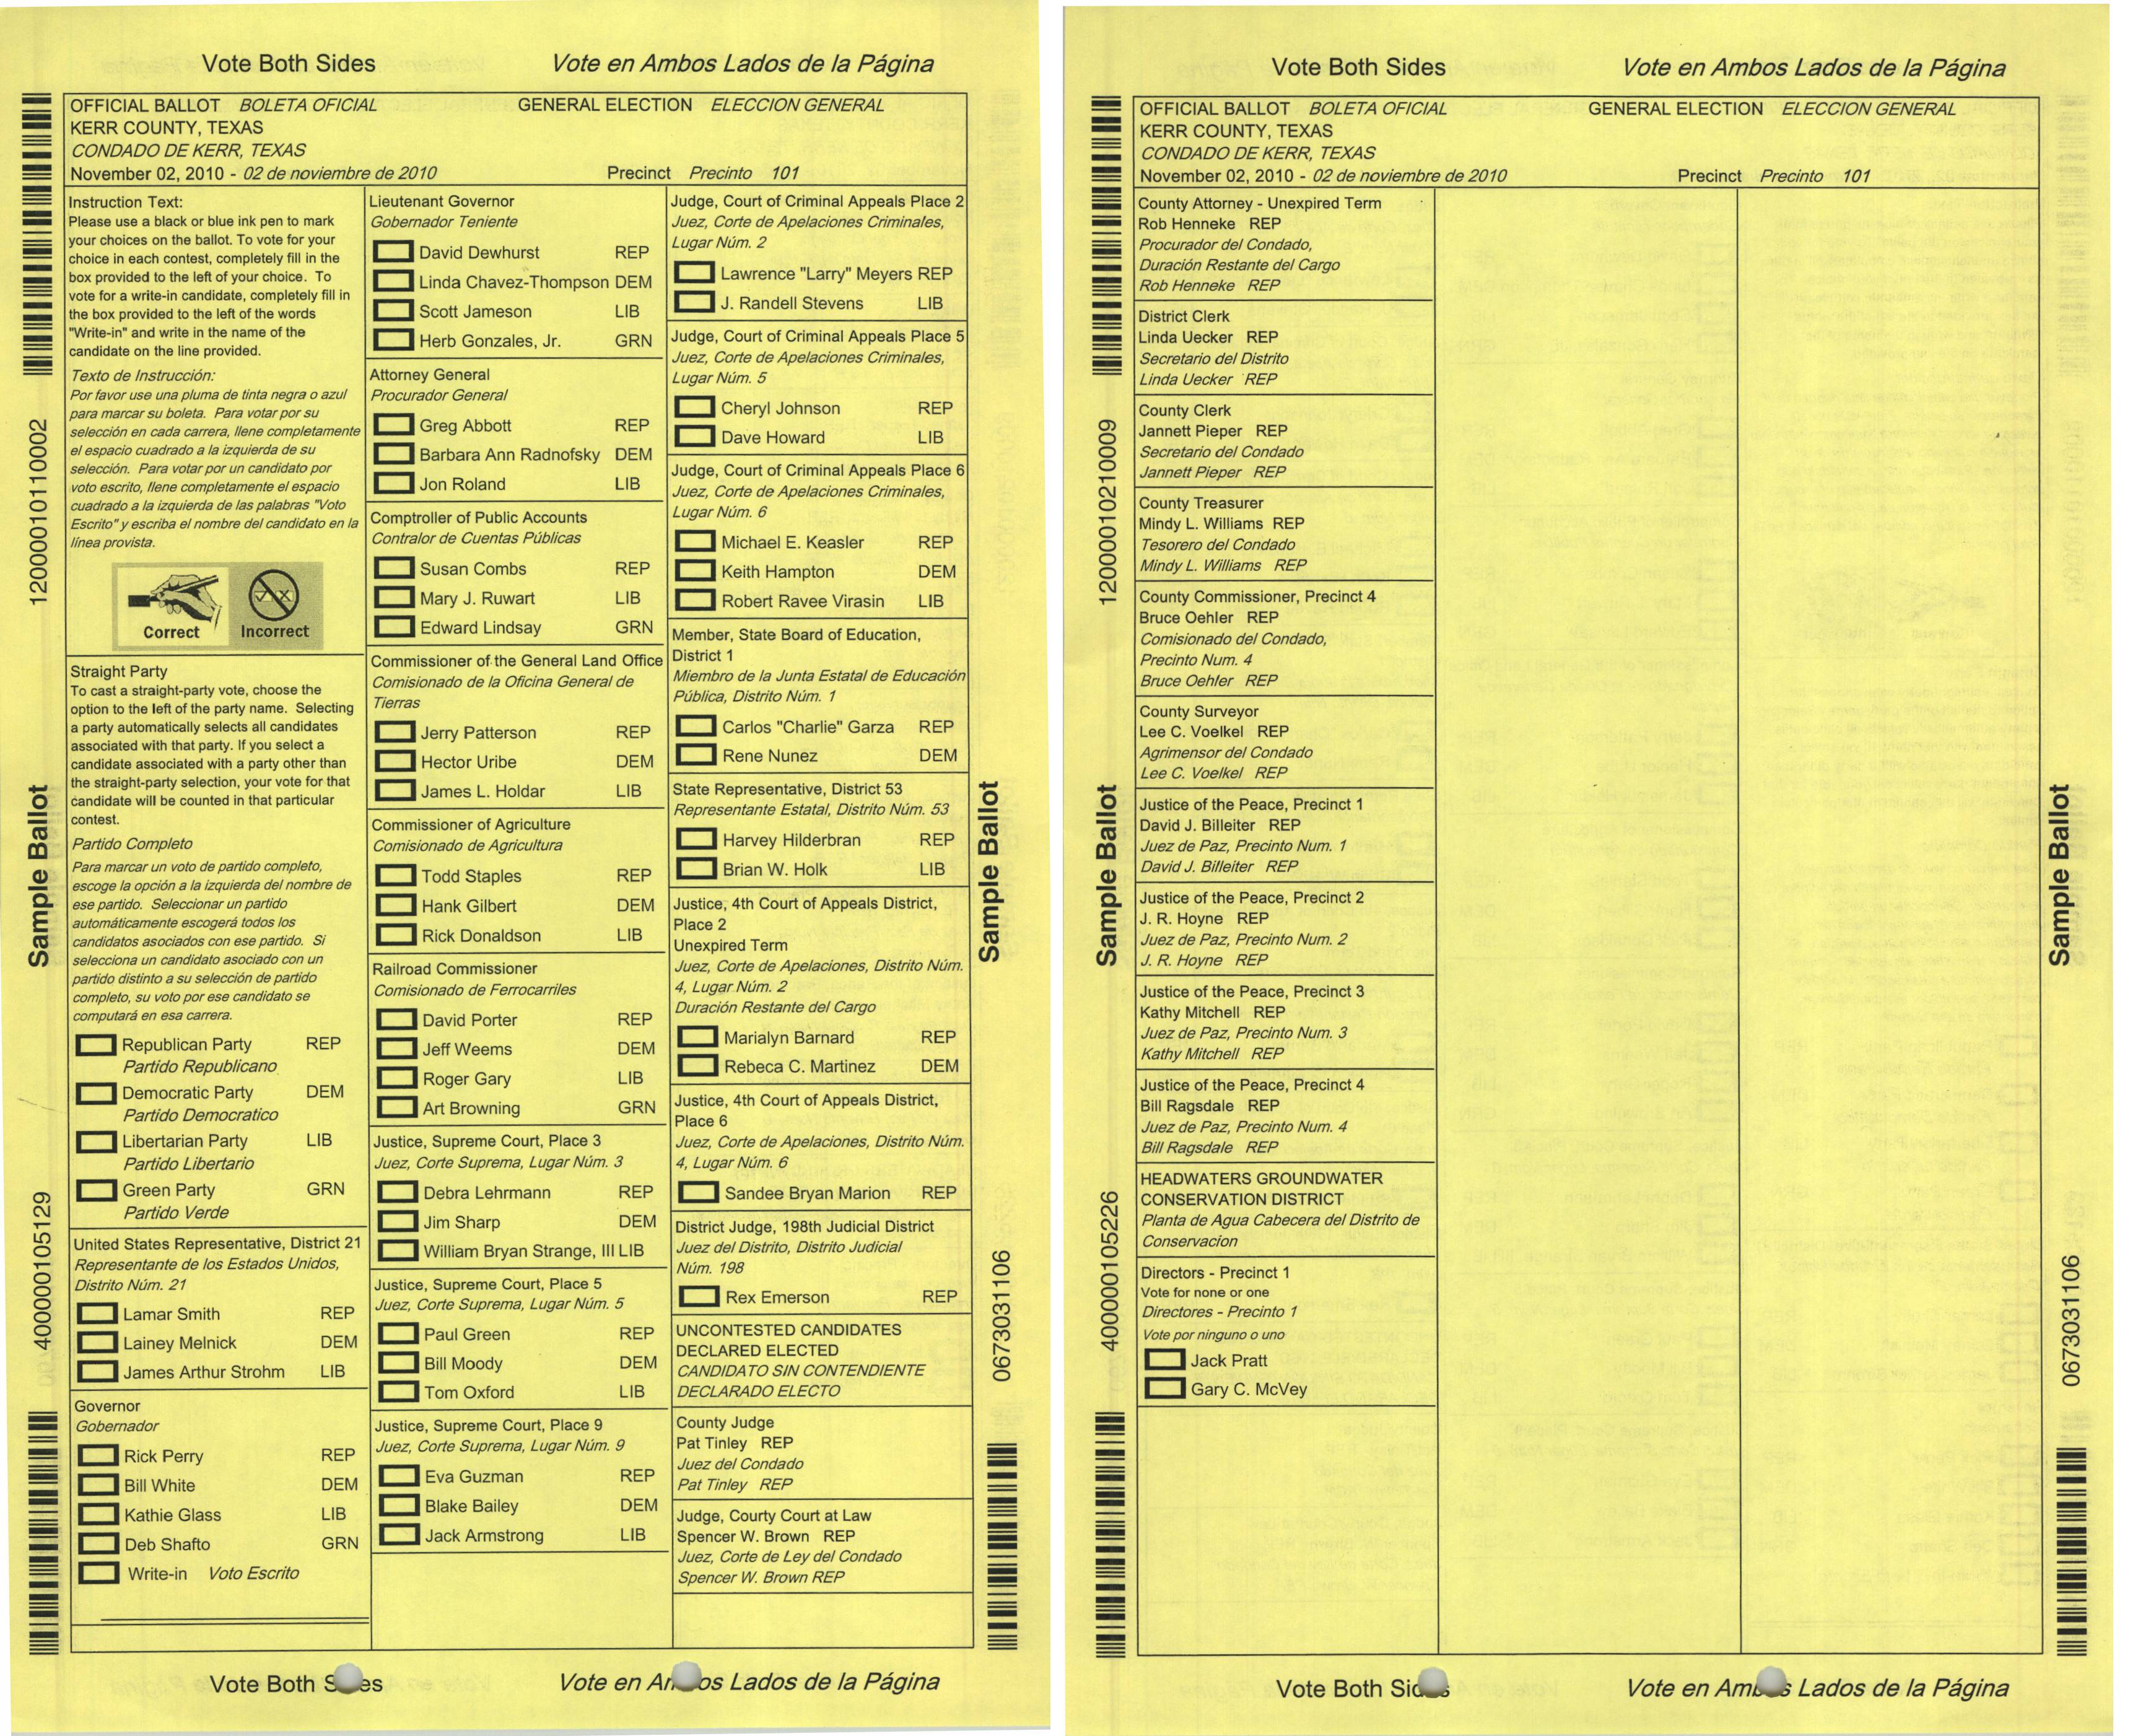 Vote Both Sides Vote en Ambos Lados de la Página
OFFICIAL BALLOT BOLETA OFICIAL GENERAL ELECTION ELECCION GENERAL
KERR COUNTY, TEXAS
CONDADO DE KERR, TEXAS
November 02, 2010 - 02 de noviembre de 2010 Precinct Precinto 101
Instruction Text:
Please use a black or blue ink pen to mark
your choices on the ballot. To vote for your
choice in each contest, completely fill in the
box provided to the left of your choice. To
vote for a write-in candidate, completely fill in
the box provided to the left of the words
"Write-in" and write in the name of the
candidate on the line provided.
Texto de Instrucción:
Por favor use una pluma de tinta negra o azul
para marcar su boleta. Para votar por su
selección en cada carrera, llene completamente
el espacio cuadrado a la izquierda de su
selección. Para votar por un candidato por
voto escrito, llene completamente el espacio
cuadrado a la izquierda de las palabras "Voto
Escrito" y escriba el nombre del candidato en la
línea provista.
Correct Incorrect
Straight Party
To cast a straight-party vote, choose the
option to the left of the party name. Selecting
a party automatically selects all candidates
associated with that party. If you select a
candidate associated with a party other than
the straight-party selection, your vote for that
candidate will be counted in that particular
contest.
Partido Completo
Para marcar un voto de partido completo,
escoge la opción a la izquierda del nombre de
ese partido. Seleccionar un partido
automáticamente escogerá todos los
candidatos asociados con ese partido. Si
selecciona un candidato asociado con un
partido distinto a su selección de partido
completo, su voto por ese candidato se
computará en esa carrera.
Republican Party REP
Partido Republicano
Democratic Party DEM
Partido Democratico
Libertarian Party LIB
Partido Libertario
Green Party GRN
Partido Verde
United States Representative, District 21
Representante de los Estados Unidos,
Distrito Núm. 21
Lamar Smith REP
Lainey Melnick DEM
James Arthur Strohm LIB
Governor
Gobernador
Rick Perry REP
Bill White DEM
Kathie Glass LIB
Deb Shafto GRN
Write-in Voto Escrito
Lieutenant Governor
Gobernador Teniente
David Dewhurst REP
Linda Chavez-Thompson DEM
Scott Jameson LIB
Herb Gonzales, Jr. GRN
Attorney General
Procurador General
Greg Abbott REP
Barbara Ann Radnofsky DEM
Jon Roland LIB
Comptroller of Public Accounts
Contralor de Cuentas Públicas
Susan Combs REP
Mary J. Ruwart LIB
Edward Lindsay GRN
Commissioner of the General Land Office
Comisionado de la Oficina General de
Tierras
Jerry Patterson REP
Hector Uribe DEM
James L. Holdar LIB
Commissioner of Agriculture
Comisionado de Agricultura
Todd Staples REP
Hank Gilbert DEM
Rick Donaldson LIB
Railroad Commissioner
Comisionado de Ferrocarriles
David Porter REP
Jeff Weems DEM
Roger Gary LIB
Art Browning GRN
Justice, Supreme Court, Place 3
Juez, Corte Suprema, Lugar Núm. 3
Debra Lehrmann REP
Jim Sharp DEM
William Bryan Strange, III LIB
Justice, Supreme Court, Place 5
Juez, Corte Suprema, Lugar Núm. 5
Paul Green REP
Bill Moody DEM
Tom Oxford LIB
Justice, Supreme Court, Place 9
Juez, Corte Suprema, Lugar Núm. 9
Eva Guzman REP
Blake Bailey DEM
Jack Armstrong LIB
Judge, Court of Criminal Appeals Place 2
Juez, Corte de Apelaciones Criminales,
Lugar Núm. 2
Lawrence "Larry" Meyers REP
J. Randell Stevens LIB
Judge, Court of Criminal Appeals Place 5
Juez, Corte de Apelaciones Criminales,
Lugar Núm. 5
Cheryl Johnson REP
Dave Howard LIB
Judge, Court of Criminal Appeals Place 6
Juez, Corte de Apelaciones Criminales,
Lugar Núm. 6
Michael E. Keasler REP
Keith Hampton DEM
Robert Ravee Virasin LIB
Member, State Board of Education,
District 1
Miembro de la Junta Estatal de Educación
Pública, Distrito Núm. 1
Carlos "Charlie" Garza REP
Rene Nunez DEM
State Representative, District 53
Representante Estatal, Distrito Núm. 53
Harvey Hilderbran REP
Brian W. Holk LIB
Justice, 4th Court of Appeals District,
Place 2
Unexpired Term
Juez, Corte de Apelaciones, Distrito Núm.
4, Lugar Núm. 2
Duración Restante del Cargo
Marialyn Barnard REP
Rebeca C. Martinez DEM
Justice, 4th Court of Appeals District,
Place 6
Juez, Corte de Apelaciones, Distrito Núm.
4, Lugar Núm. 6
Sandee Bryan Marion REP
District Judge, 198th Judicial District
Juez del Distrito, Distrito Judicial
Núm. 198
Rex Emerson REP
UNCONTESTED CANDIDATES
DECLARED ELECTED
CANDIDATO SIN CONTENDIENTE
DECLARADO ELECTO
County Judge
Pat Tinley REP
Juez del Condado
Pat Tinley REP
Judge, County Court at Law
Spencer W. Brown REP
Juez, Corte de Ley del Condado
Spencer W. Brown REP
12000010110002
Sample Ballot
400000105129
Sample Ballot
0673031106
Vote Both S es Vote en Am os Lados de la Página
Vote Both Sides Vote en Ambos Lados de la Página
OFFICIAL BALLOT BOLETA OFICIAL GENERAL ELECTION ELECCION GENERAL
KERR COUNTY, TEXAS
CONDADO DE KERR, TEXAS
November 02, 2010 - 02 de noviembre de 2010 Precinct Precinto 101
County Attorney - Unexpired Term
Rob Henneke REP
Procurador del Condado,
Duración Restante del Cargo
Rob Henneke REP
District Clerk
Linda Uecker REP
Secretario del Distrito
Linda Uecker REP
County Clerk
Jannett Pieper REP
Secretario del Condado
Jannett Pieper REP
County Treasurer
Mindy L. Williams REP
Tesorero del Condado
Mindy L. Williams REP
County Commissioner, Precinct 4
Bruce Oehler REP
Comisionado del Condado,
Precinto Num. 4
Bruce Oehler REP
County Surveyor
Lee C. Voelkel REP
Agrimensor del Condado
Lee C. Voelkel REP
Justice of the Peace, Precinct 1
David J. Billeiter REP
Juez de Paz, Precinto Num. 1
David J. Billeiter REP
Justice of the Peace, Precinct 2
J. R. Hoyne REP
Juez de Paz, Precinto Num. 2
J. R. Hoyne REP
Justice of the Peace, Precinct 3
Kathy Mitchell REP
Juez de Paz, Precinto Num. 3
Kathy Mitchell REP
Justice of the Peace, Precinct 4
Bill Ragsdale REP
Juez de Paz, Precinto Num. 4
Bill Ragsdale REP
HEADWATERS GROUNDWATER
CONSERVATION DISTRICT
Planta de Agua Cabecera del Distrito de
Conservacion
Directors - Precinct 1
Vote for none or one
Directores - Precinto 1
Vote por ninguno o uno
Jack Pratt
Gary C. McVey
12000010210009
Sample Ballot
400000105226
Sample Ballot
0673031106
Vote Both Sid s Vote en Amb s Lados de la Página